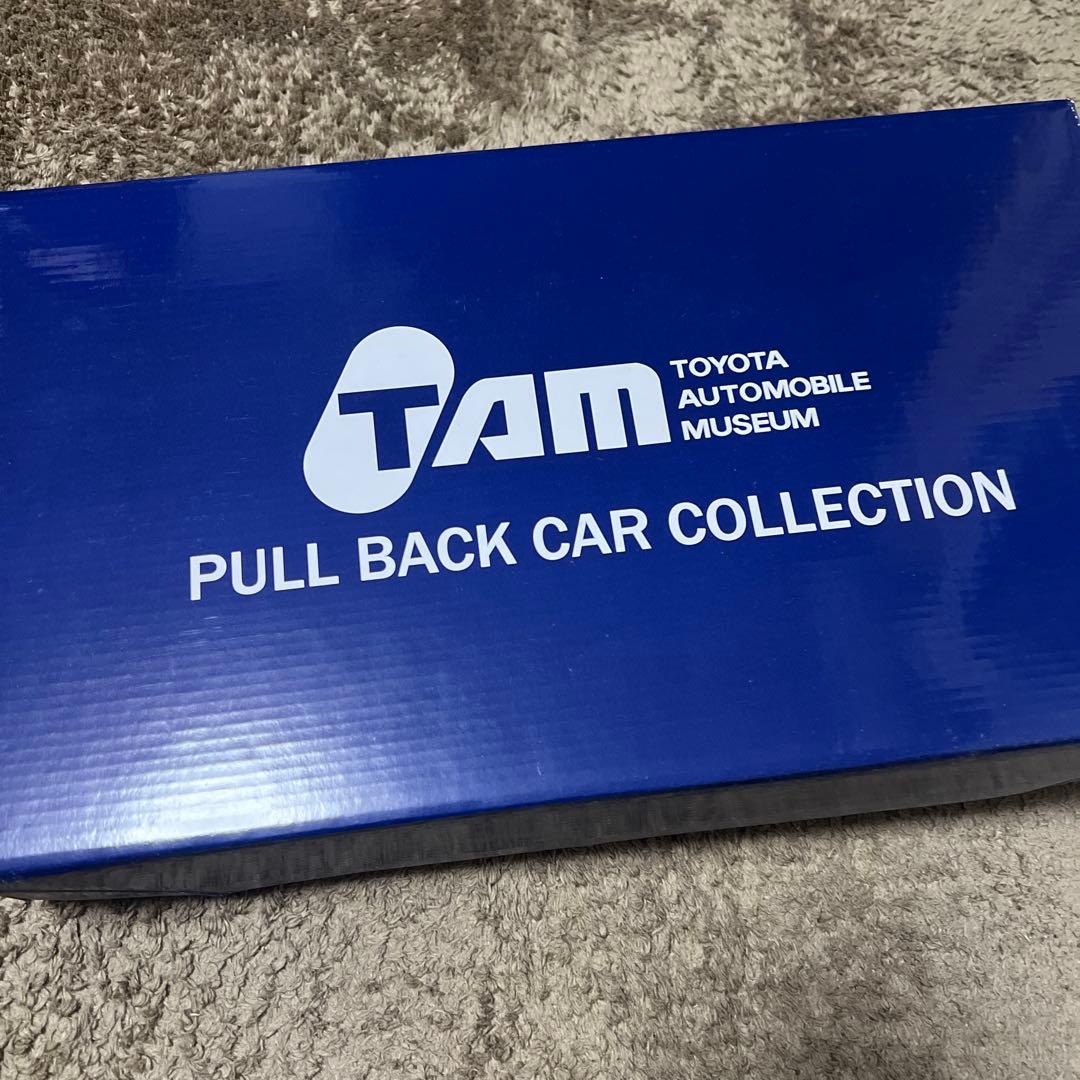 TAM
TOYOTA
AUTOMOBILE
MUSEUM
PULL BACK CAR COLLECTION